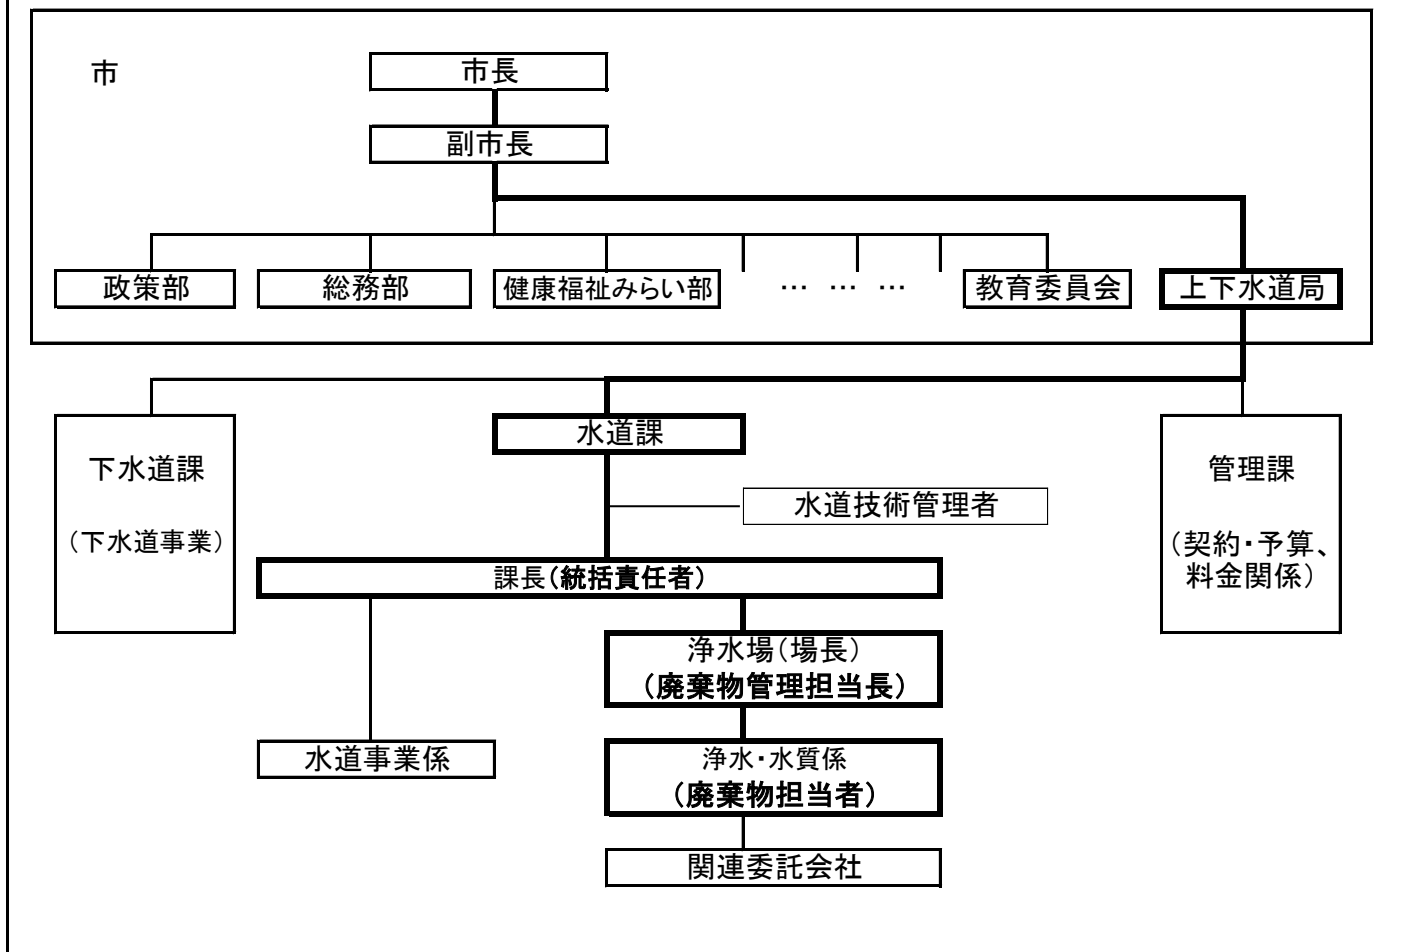 市
市長
副市長
政策部
総務部
健康福祉みらい部
… … …
教育委員会
上下水道局
下水道課
（下水道事業）
水道課
管理課
（契約・予算、
料金関係）
水道技術管理者
課長（統括責任者）
浄水場（場長）
（廃棄物管理担当長）
水道事業係
浄水・水質係
（廃棄物担当者）
関連委託会社